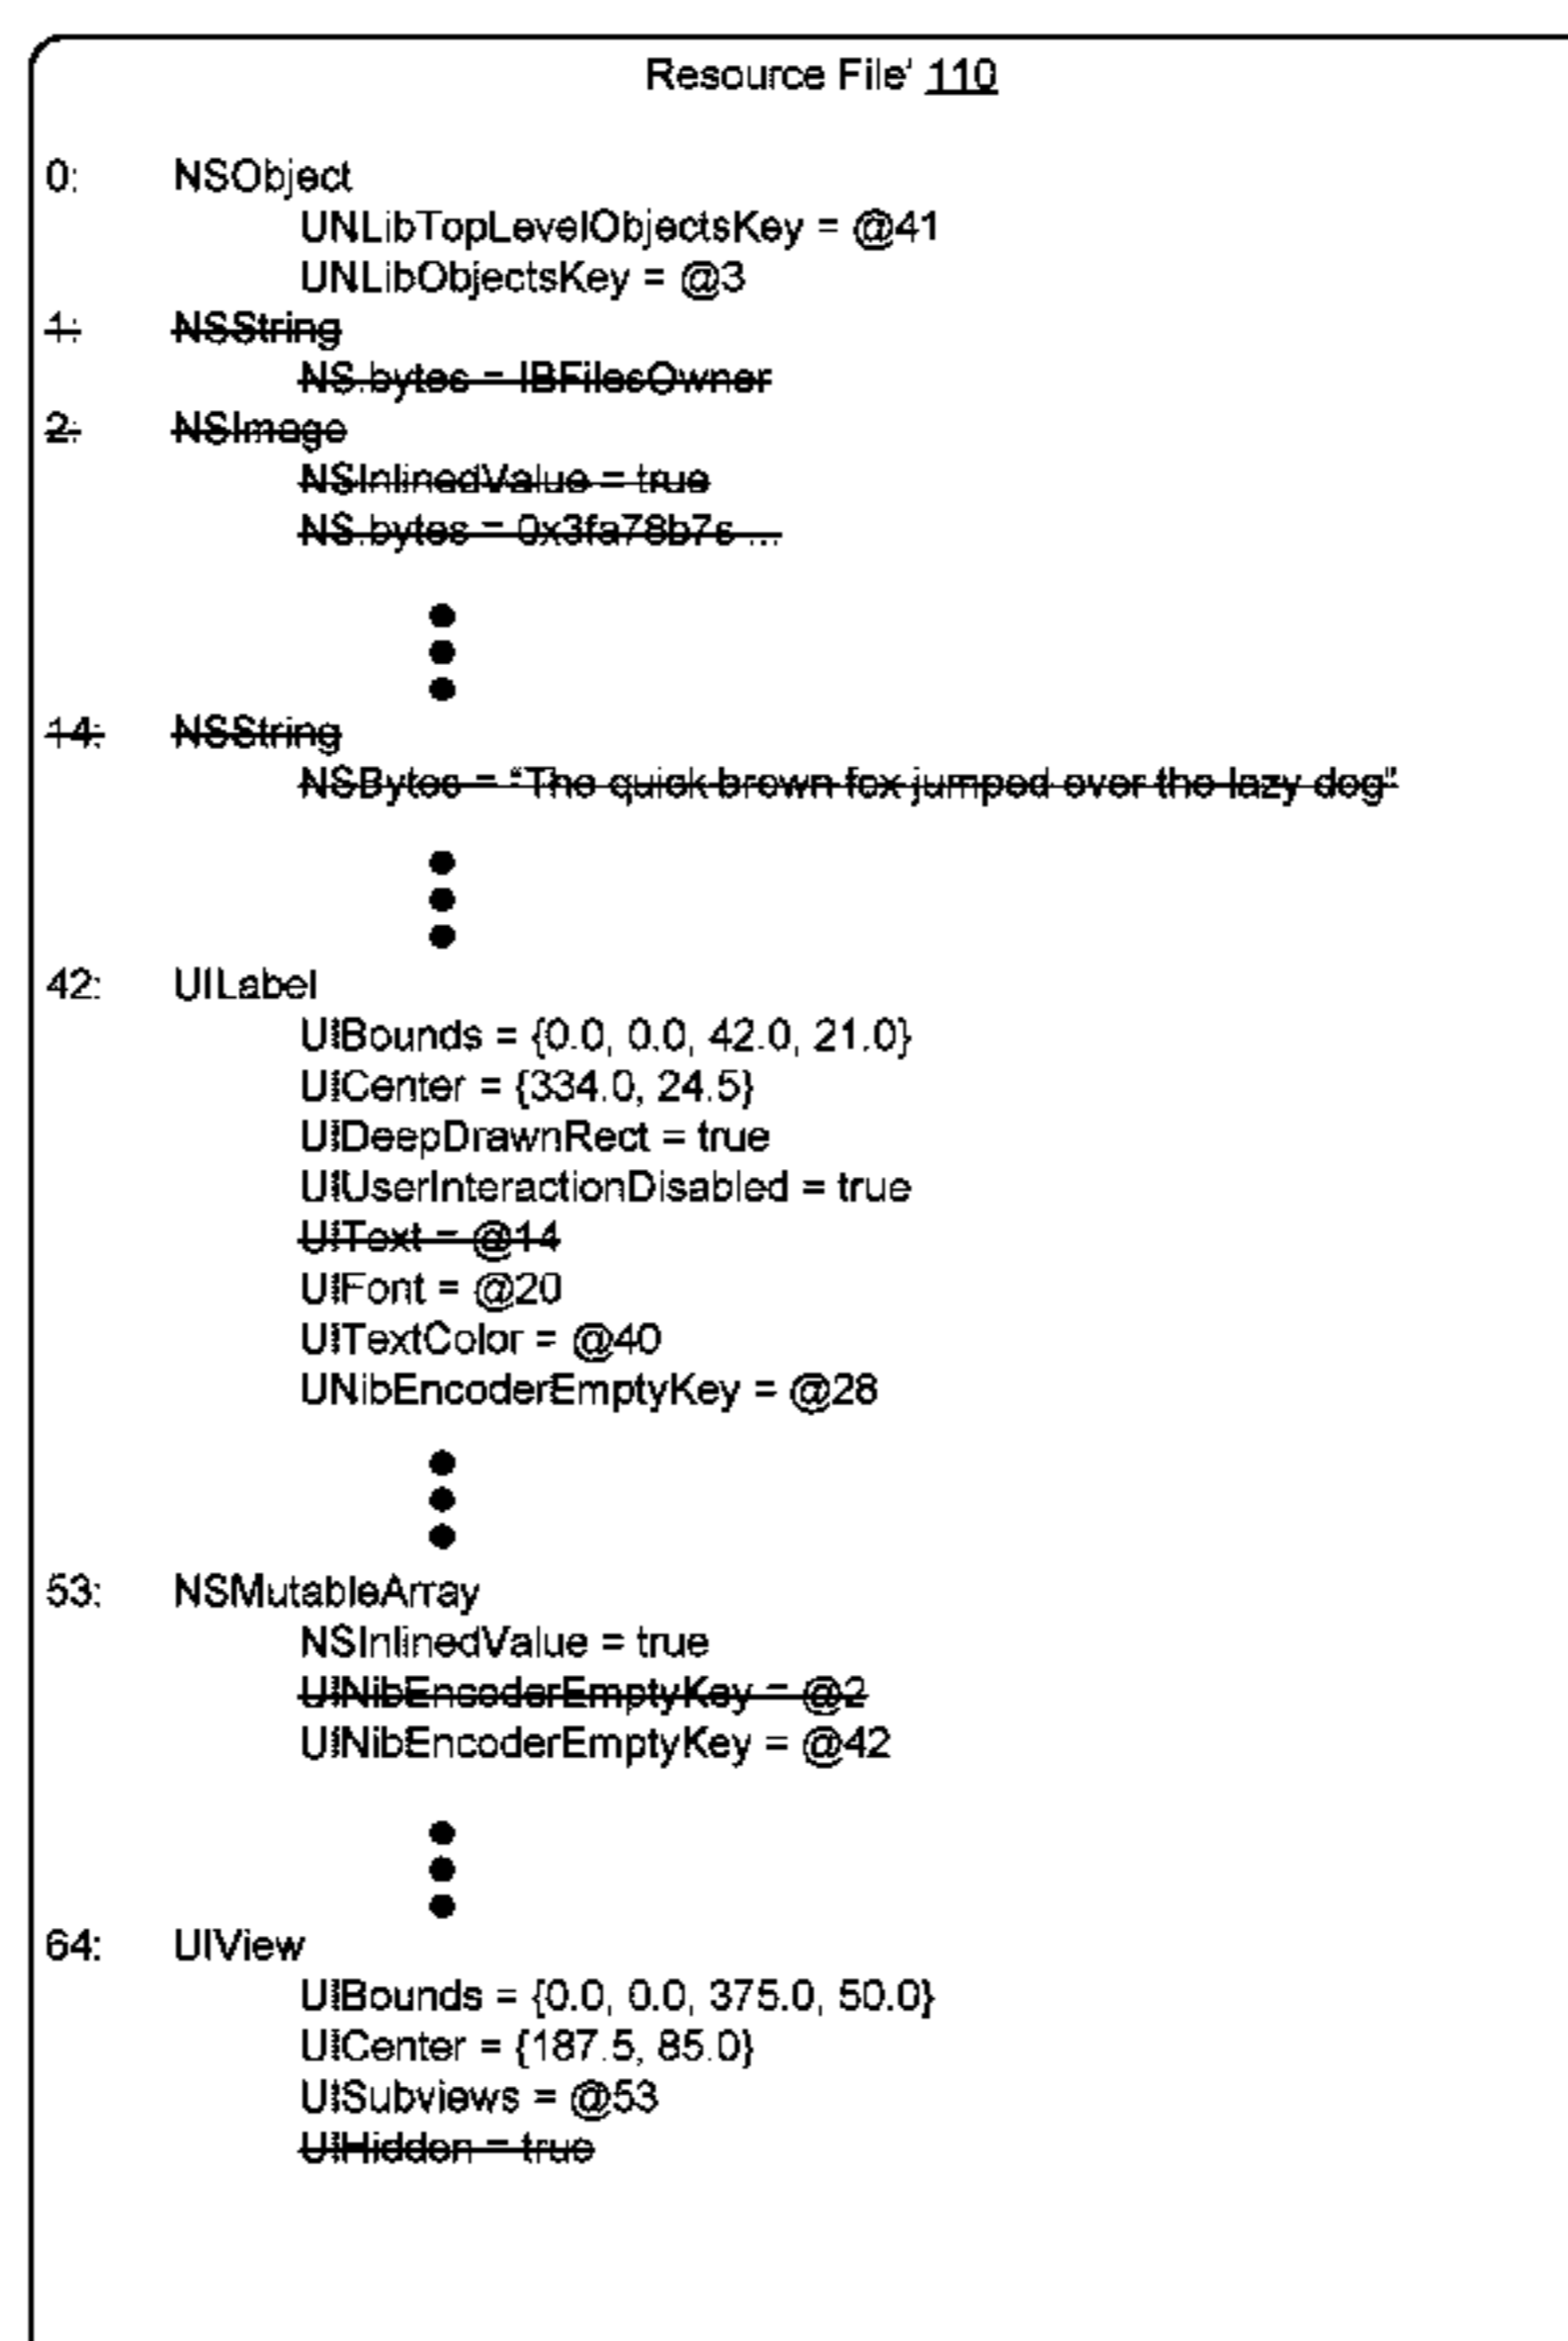 Resource File' 110
0: NSObject
UNLibTopLevelObjectsKey = @41
UNLibObjectsKey = @3
1: NSString
NS.bytes = IBFilesOwner
2: NSImage
NSInlinedValue = true
NS.bytes = 0x3fa78b7s ...
14: NSString
NSBytes = “The quick brown fox jumped over the lazy dog”
42: UILabel
UIBounds = {0.0, 0.0, 42.0, 21.0}
UICenter = {334.0, 24.5}
UIDeepDrawnRect = true
UIUserInteractionDisabled = true
UIText = @14
UIFont = @20
UITextColor = @40
UNibEncoderEmptyKey = @28
53: NSMutableArray
NSInlinedValue = true
UINibEncoderEmptyKey = @2
UINibEncoderEmptyKey = @42
64: UIView
UIBounds = {0.0, 0.0, 375.0, 50.0}
UICenter = {187.5, 85.0}
UISubviews = @53
UIHidden = true